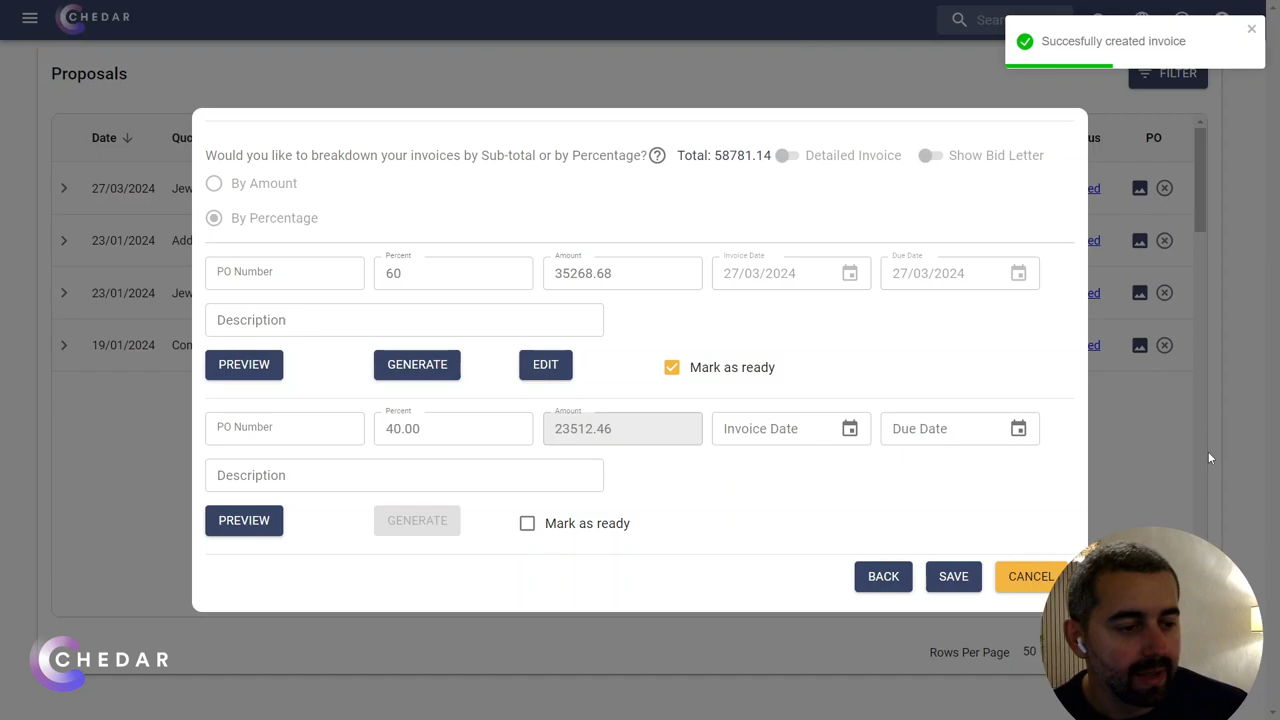 CHEDAR
Sear
Succesfully created invoice
Proposals
FILTER
Date
Quo
us
PO
Would you like to breakdown your invoices by Sub-total or by Percentage?
Total: 58781.14
Detailed Invoice
Show Bid Letter
27/03/2024
Jew
ed
By Amount
By Percentage
23/01/2024
Add
ed
PO Number
Percent
60
Amount
35268.68
Invoice Date
27/03/2024
Due Date
27/03/2024
23/01/2024
Jew
ed
Description
19/01/2024
Con
ed
PREVIEW
GENERATE
EDIT
Mark as ready
PO Number
Percent
40.00
Amount
23512.46
Invoice Date
Due Date
Description
PREVIEW
GENERATE
Mark as ready
BACK
SAVE
CANCEL
CHEDAR
Rows Per Page
50